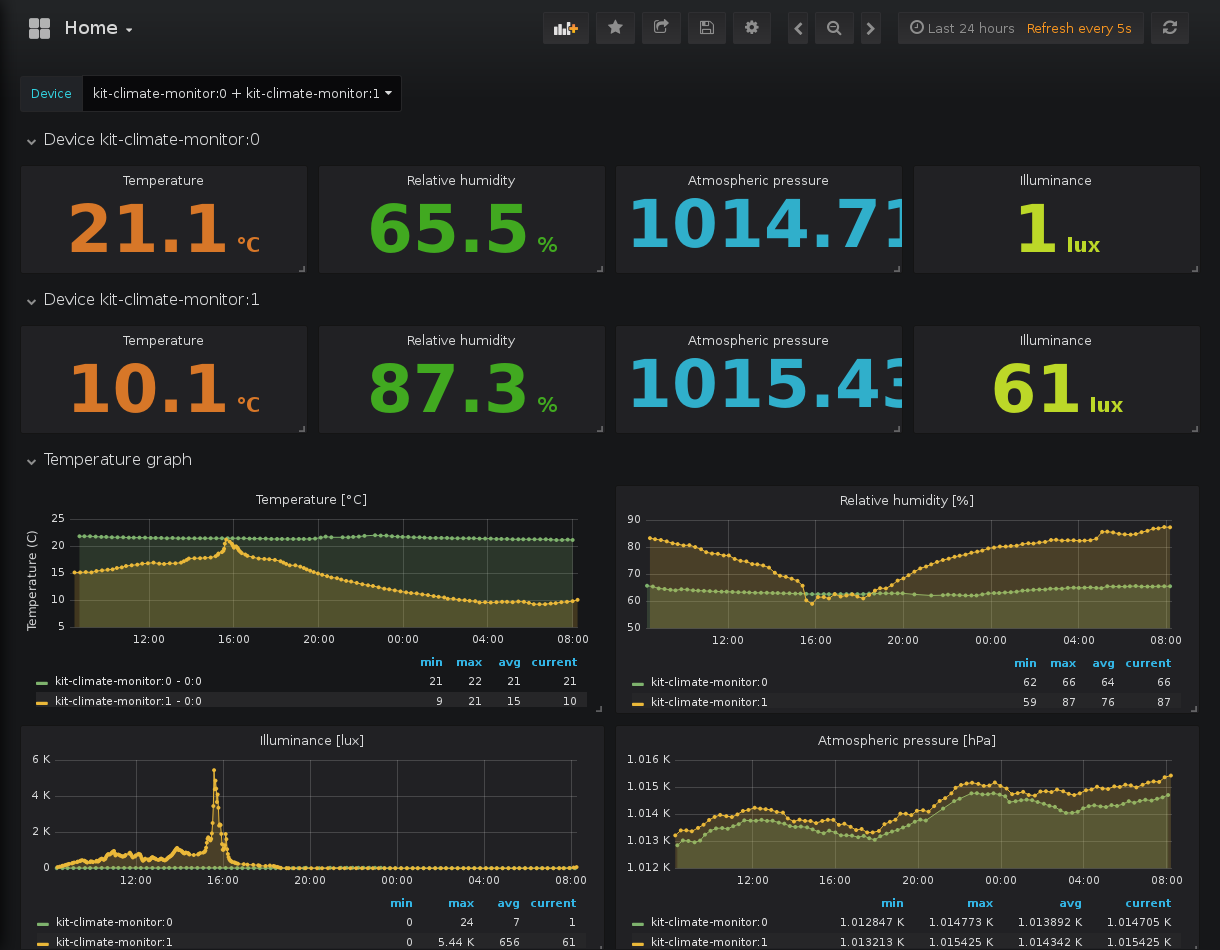 Home
Last 24 hours Refresh every 5s
Device kit-climate-monitor:0 + kit-climate-monitor:1
Device kit-climate-monitor:0
Temperature Relative humidity Atmospheric pressure Illuminance
21.1 °C 65.5 % 1014.71 1 lux
Device kit-climate-monitor:1
Temperature Relative humidity Atmospheric pressure Illuminance
10.1 °C 87.3 % 1015.43 61 lux
Temperature graph
Temperature [°C]
Temperature (C)
25
20
15
10
5
12:00 16:00 20:00 00:00 04:00 08:00
min max avg current
kit-climate-monitor:0 - 0:0 21 22 21 21
kit-climate-monitor:1 - 0:0 9 21 15 10
Relative humidity [%]
90
80
70
60
50
12:00 16:00 20:00 00:00 04:00 08:00
min max avg current
kit-climate-monitor:0 62 66 64 66
kit-climate-monitor:1 59 87 76 87
Illuminance [lux]
6 K
4 K
2 K
0
12:00 16:00 20:00 00:00 04:00 08:00
min max avg current
kit-climate-monitor:0 0 24 7 1
kit-climate-monitor:1 0 5.44 K 656 61
Atmospheric pressure [hPa]
1.016 K
1.015 K
1.014 K
1.013 K
1.012 K
12:00 16:00 20:00 00:00 04:00 08:00
min max avg current
kit-climate-monitor:0 1.012847 K 1.014773 K 1.013892 K 1.014705 K
kit-climate-monitor:1 1.013213 K 1.015425 K 1.014342 K 1.015425 K